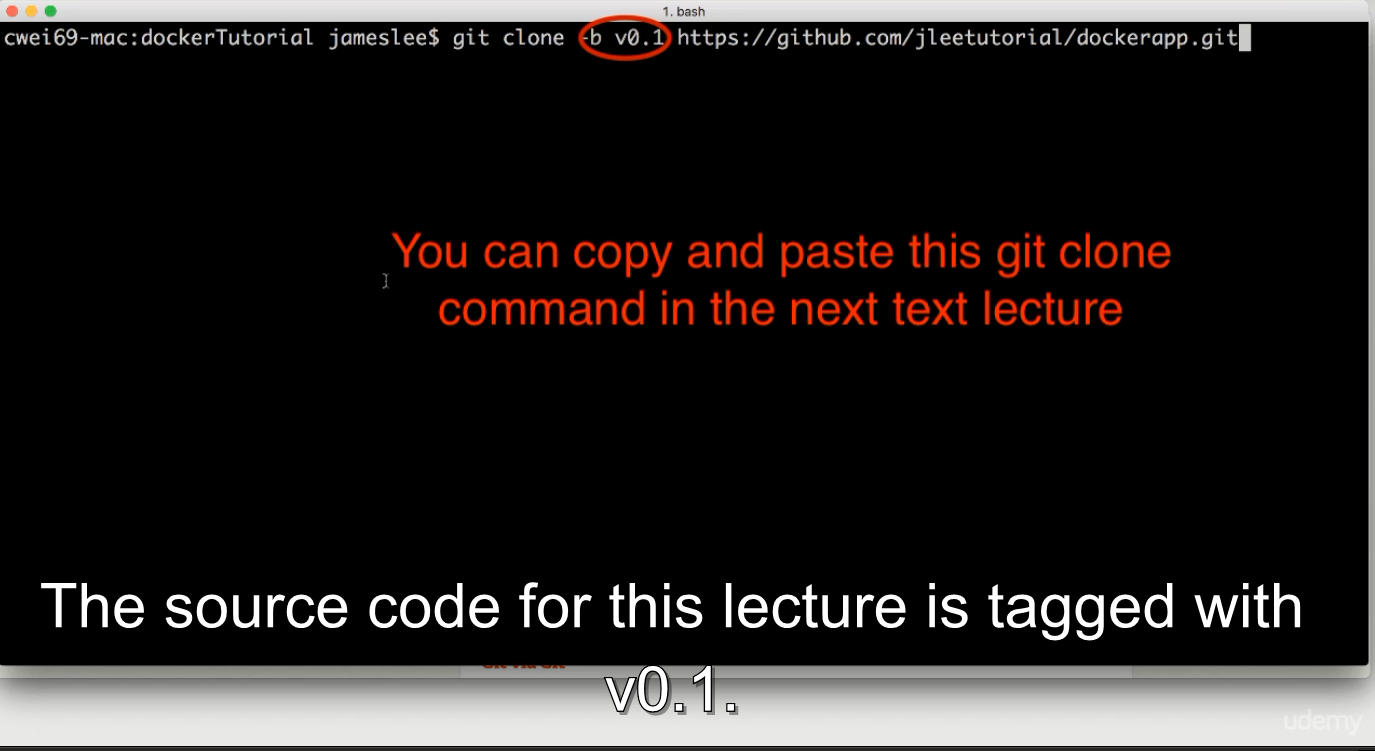 1. bash
cwei69-mac:dockerTutorial jameslee$ git clone -b v0.1 https://github.com/jleetutorial/dockerapp.git
You can copy and paste this git clone
command in the next text lecture
The source code for this lecture is tagged with
v0.1.
udemy